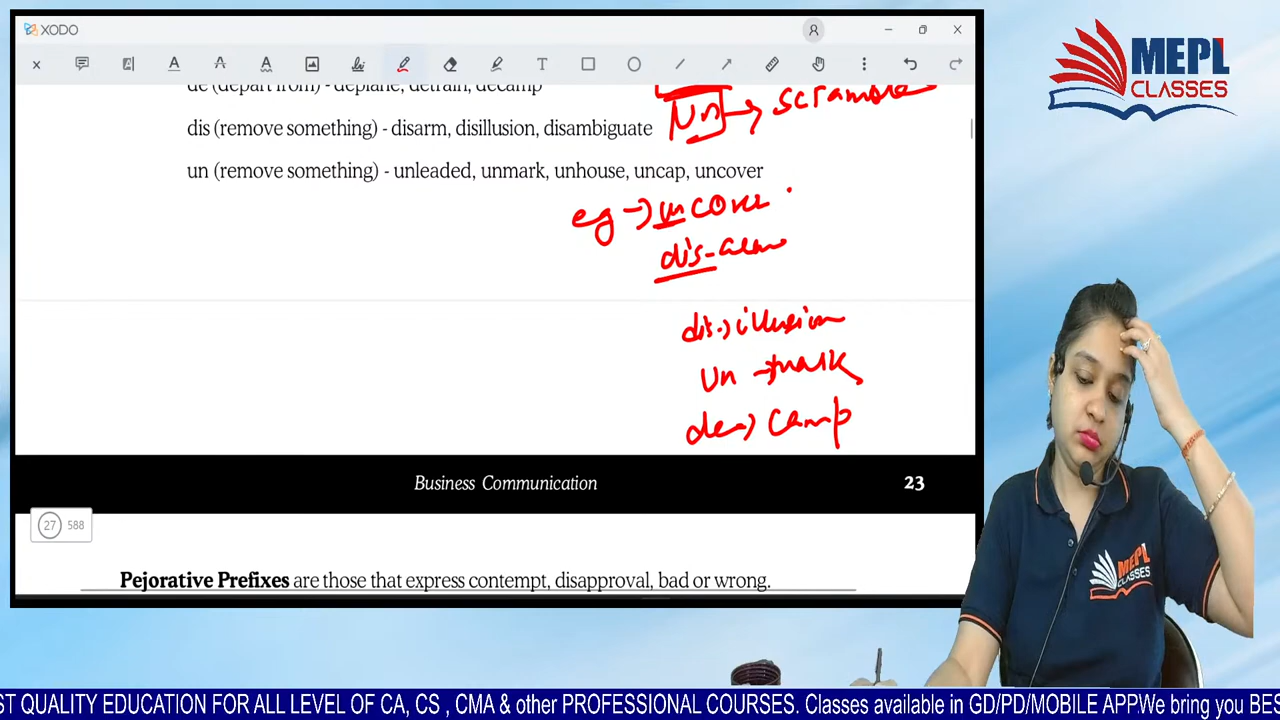 XODO
MEPL
CLASSES
de (depart from) - deplane, detrain, decamp
dis (remove something) - disarm, disillusion, disambiguate
un (remove something) - unleaded, unmark, unhouse, uncap, uncover
Un → scramble
eg → uncover
dis-arm
dis → illusion
Un → mark
de → camp
Business Communication 23
27 588
Pejorative Prefixes are those that express contempt, disapproval, bad or wrong.
MEPL
CLASSES
ST QUALITY EDUCATION FOR ALL LEVEL OF CA, CS , CMA & other PROFESSIONAL COURSES. Classes available in GD/PD/MOBILE APPWe bring you BES